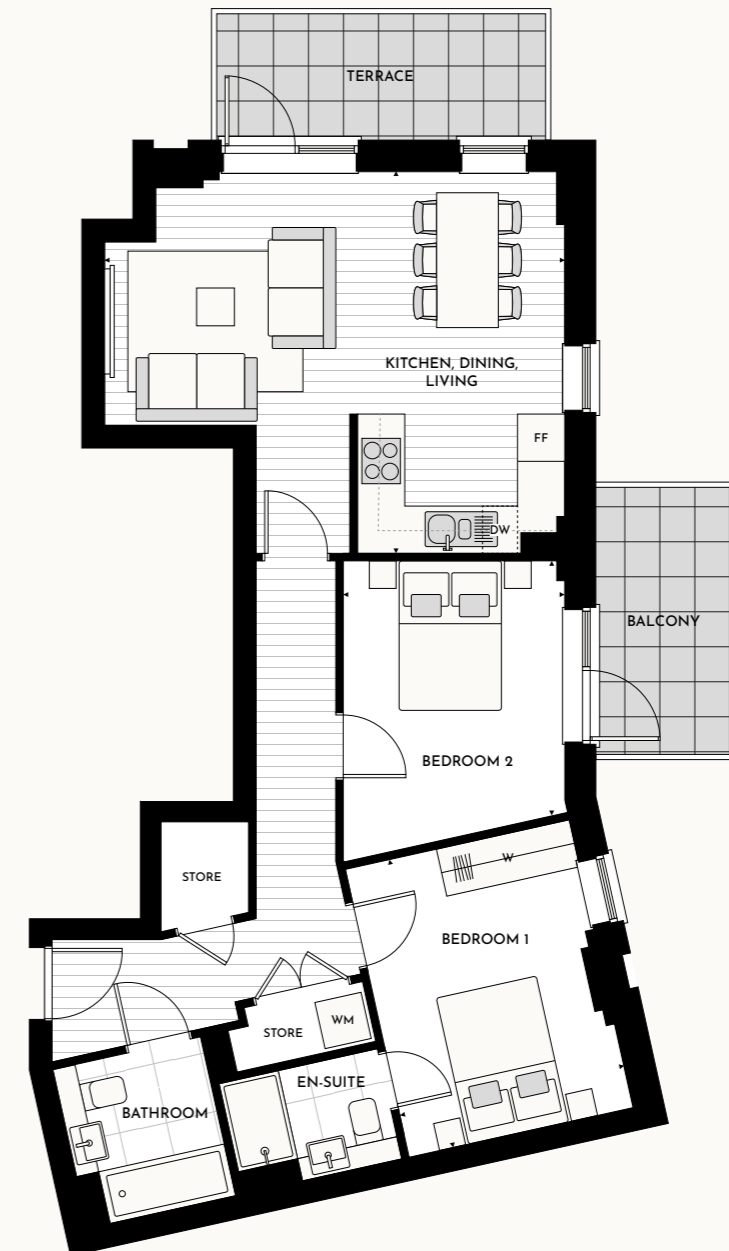 TERRACE
KITCHEN, DINING,
LIVING
FF
DW
BALCONY
BEDROOM 2
W
STORE
BEDROOM 1
WM
STORE
EN-SUITE
BATHROOM